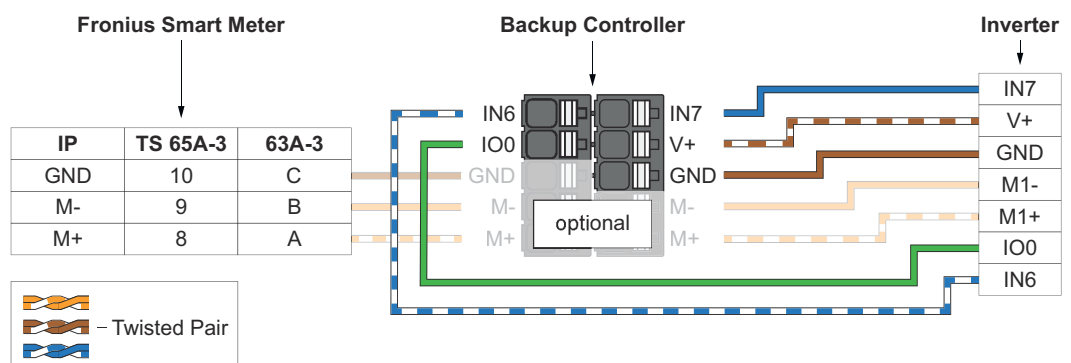 Fronius Smart Meter
Backup Controller
Inverter
IP TS 65A-3 63A-3
GND 10 C
M- 9 B
M+ 8 A
IN6 IN7
IO0 V+
GND GND
M- M-
M+ M+
optional
IN7
V+
GND
M1-
M1+
IO0
IN6
– Twisted Pair